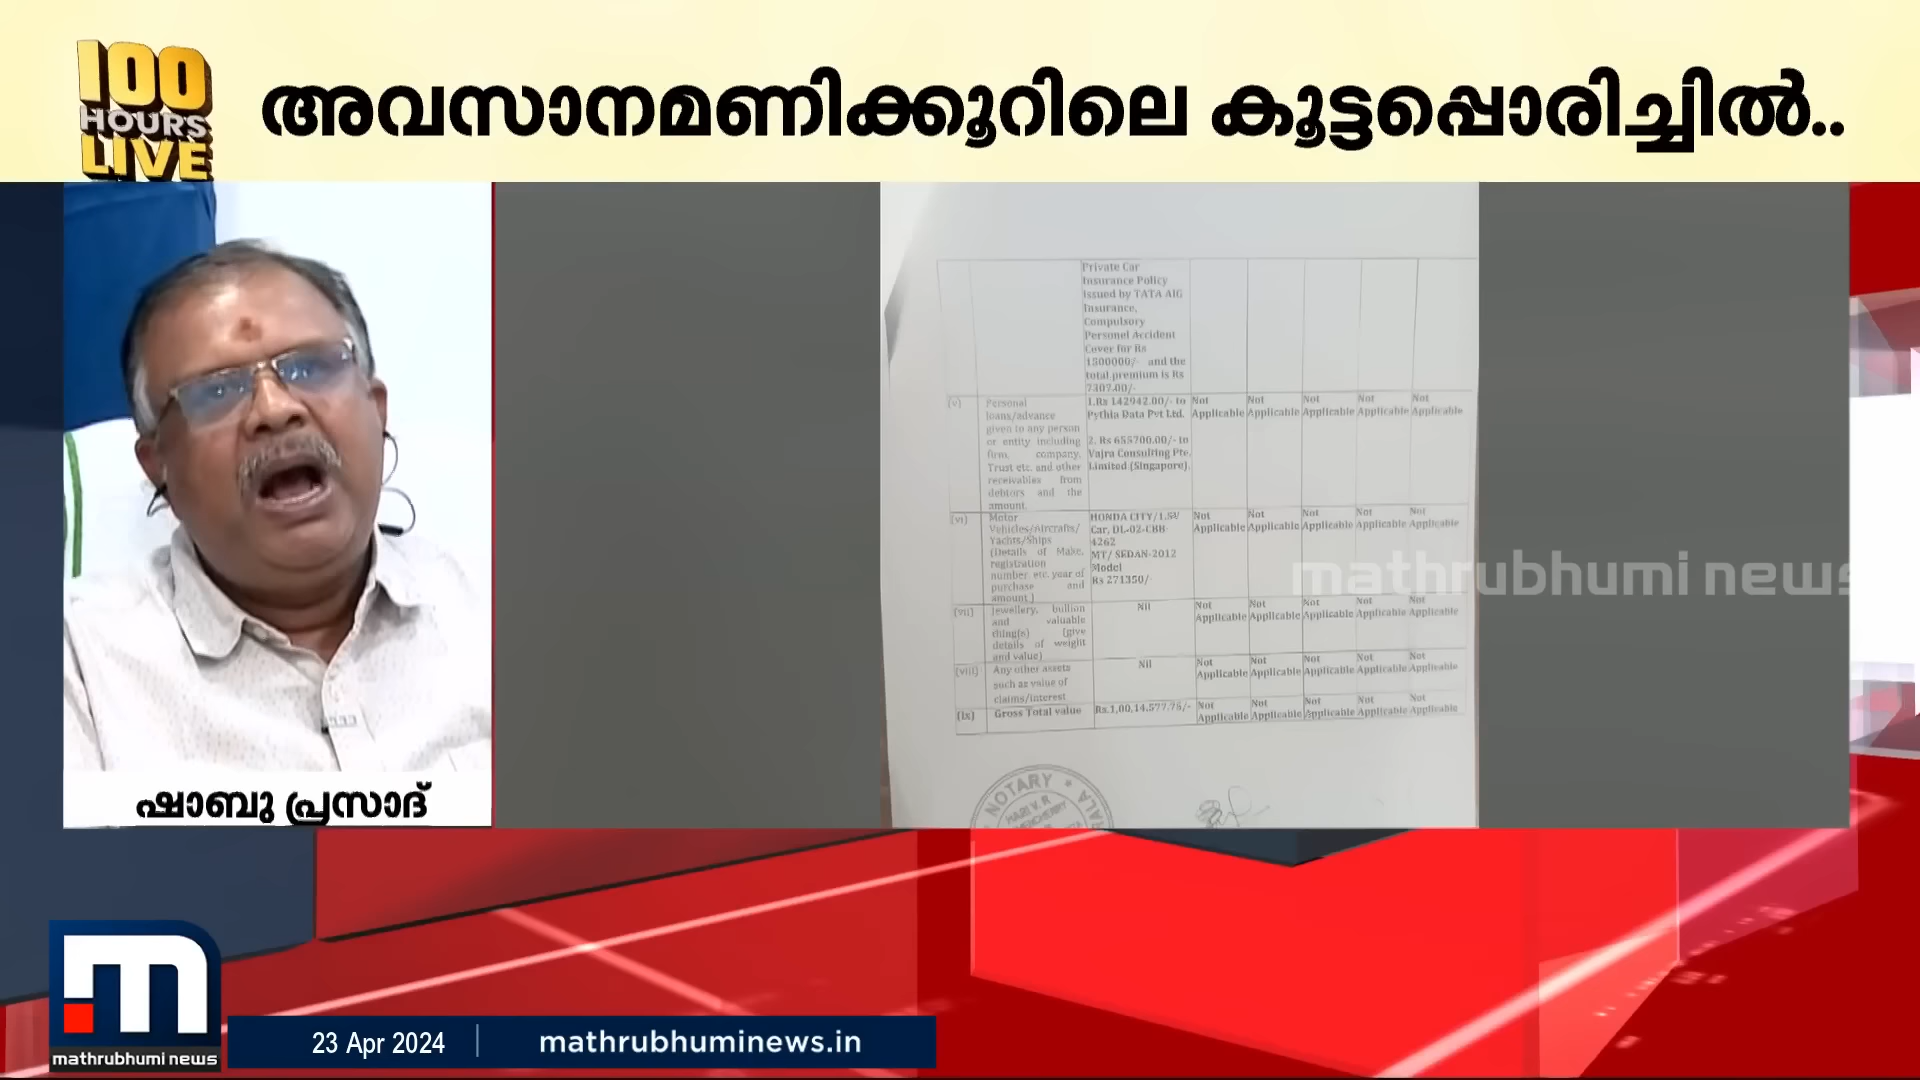 100
HOURS
LIVE
അവസാനമണിക്കൂറിലെ കൂട്ടപ്പൊരിച്ചിൽ..
Private Car
Insurance Policy
issued by TATA AIG
Insurance,
Compulsory
Personel Accident
Cover for Rs
1500000/- and the
total premium is Rs
7307.00/-
(v) Personal 1.Rs 142942.00/- to Not Not Not Not Not
loans/advance Pythia Data Pvt Ltd. Applicable Applicable Applicable Applicable Applicable
given to any person
or entity including 2. Rs 655700.00/- to
firm, company, Vajra Consulring Pte.
Trust etc. and other Limited (Singapore).
receivables from
debtors and the
amount.
(vi) Motor HONDA CITY/1.5V Not Not Not Not Not
Vehicles/Aircrafts/ Car, DL-02-CBB- Applicable Applicable Applicable Applicable Applicable
Yachts/Ships 4262
(Details of Make, MT/ SEDAN-2012
registration Model
number. etc. year of Rs 271350/-
purchase and
amount.)
(vii) Jewellery, bullion Nil Not Not Not Not Not
and valuable Applicable Applicable Applicable Applicable Applicable
thing(s) (give
details of weight
and value)
(viii) Any other assets Nil Not Not Not Not Not
such as value of Applicable Applicable Applicable Applicable Applicable
claims/interest
(ix) Gross Total value Rs.1,00,14,577.75/- Not Not Not Not Not
Applicable Applicable Applicable Applicable Applicable
NOTARY
HARI V. R
mathrubhumi news
ഷാബു പ്രസാദ്
mathrubhumi news
23 Apr 2024
mathrubhuminews.in